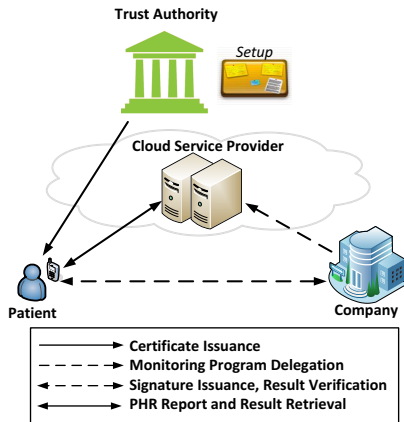 Trust Authority
Setup
Cloud Service Provider
Patient
Company
Certificate Issuance
Monitoring Program Delegation
Signature Issuance, Result Verification
PHR Report and Result Retrieval